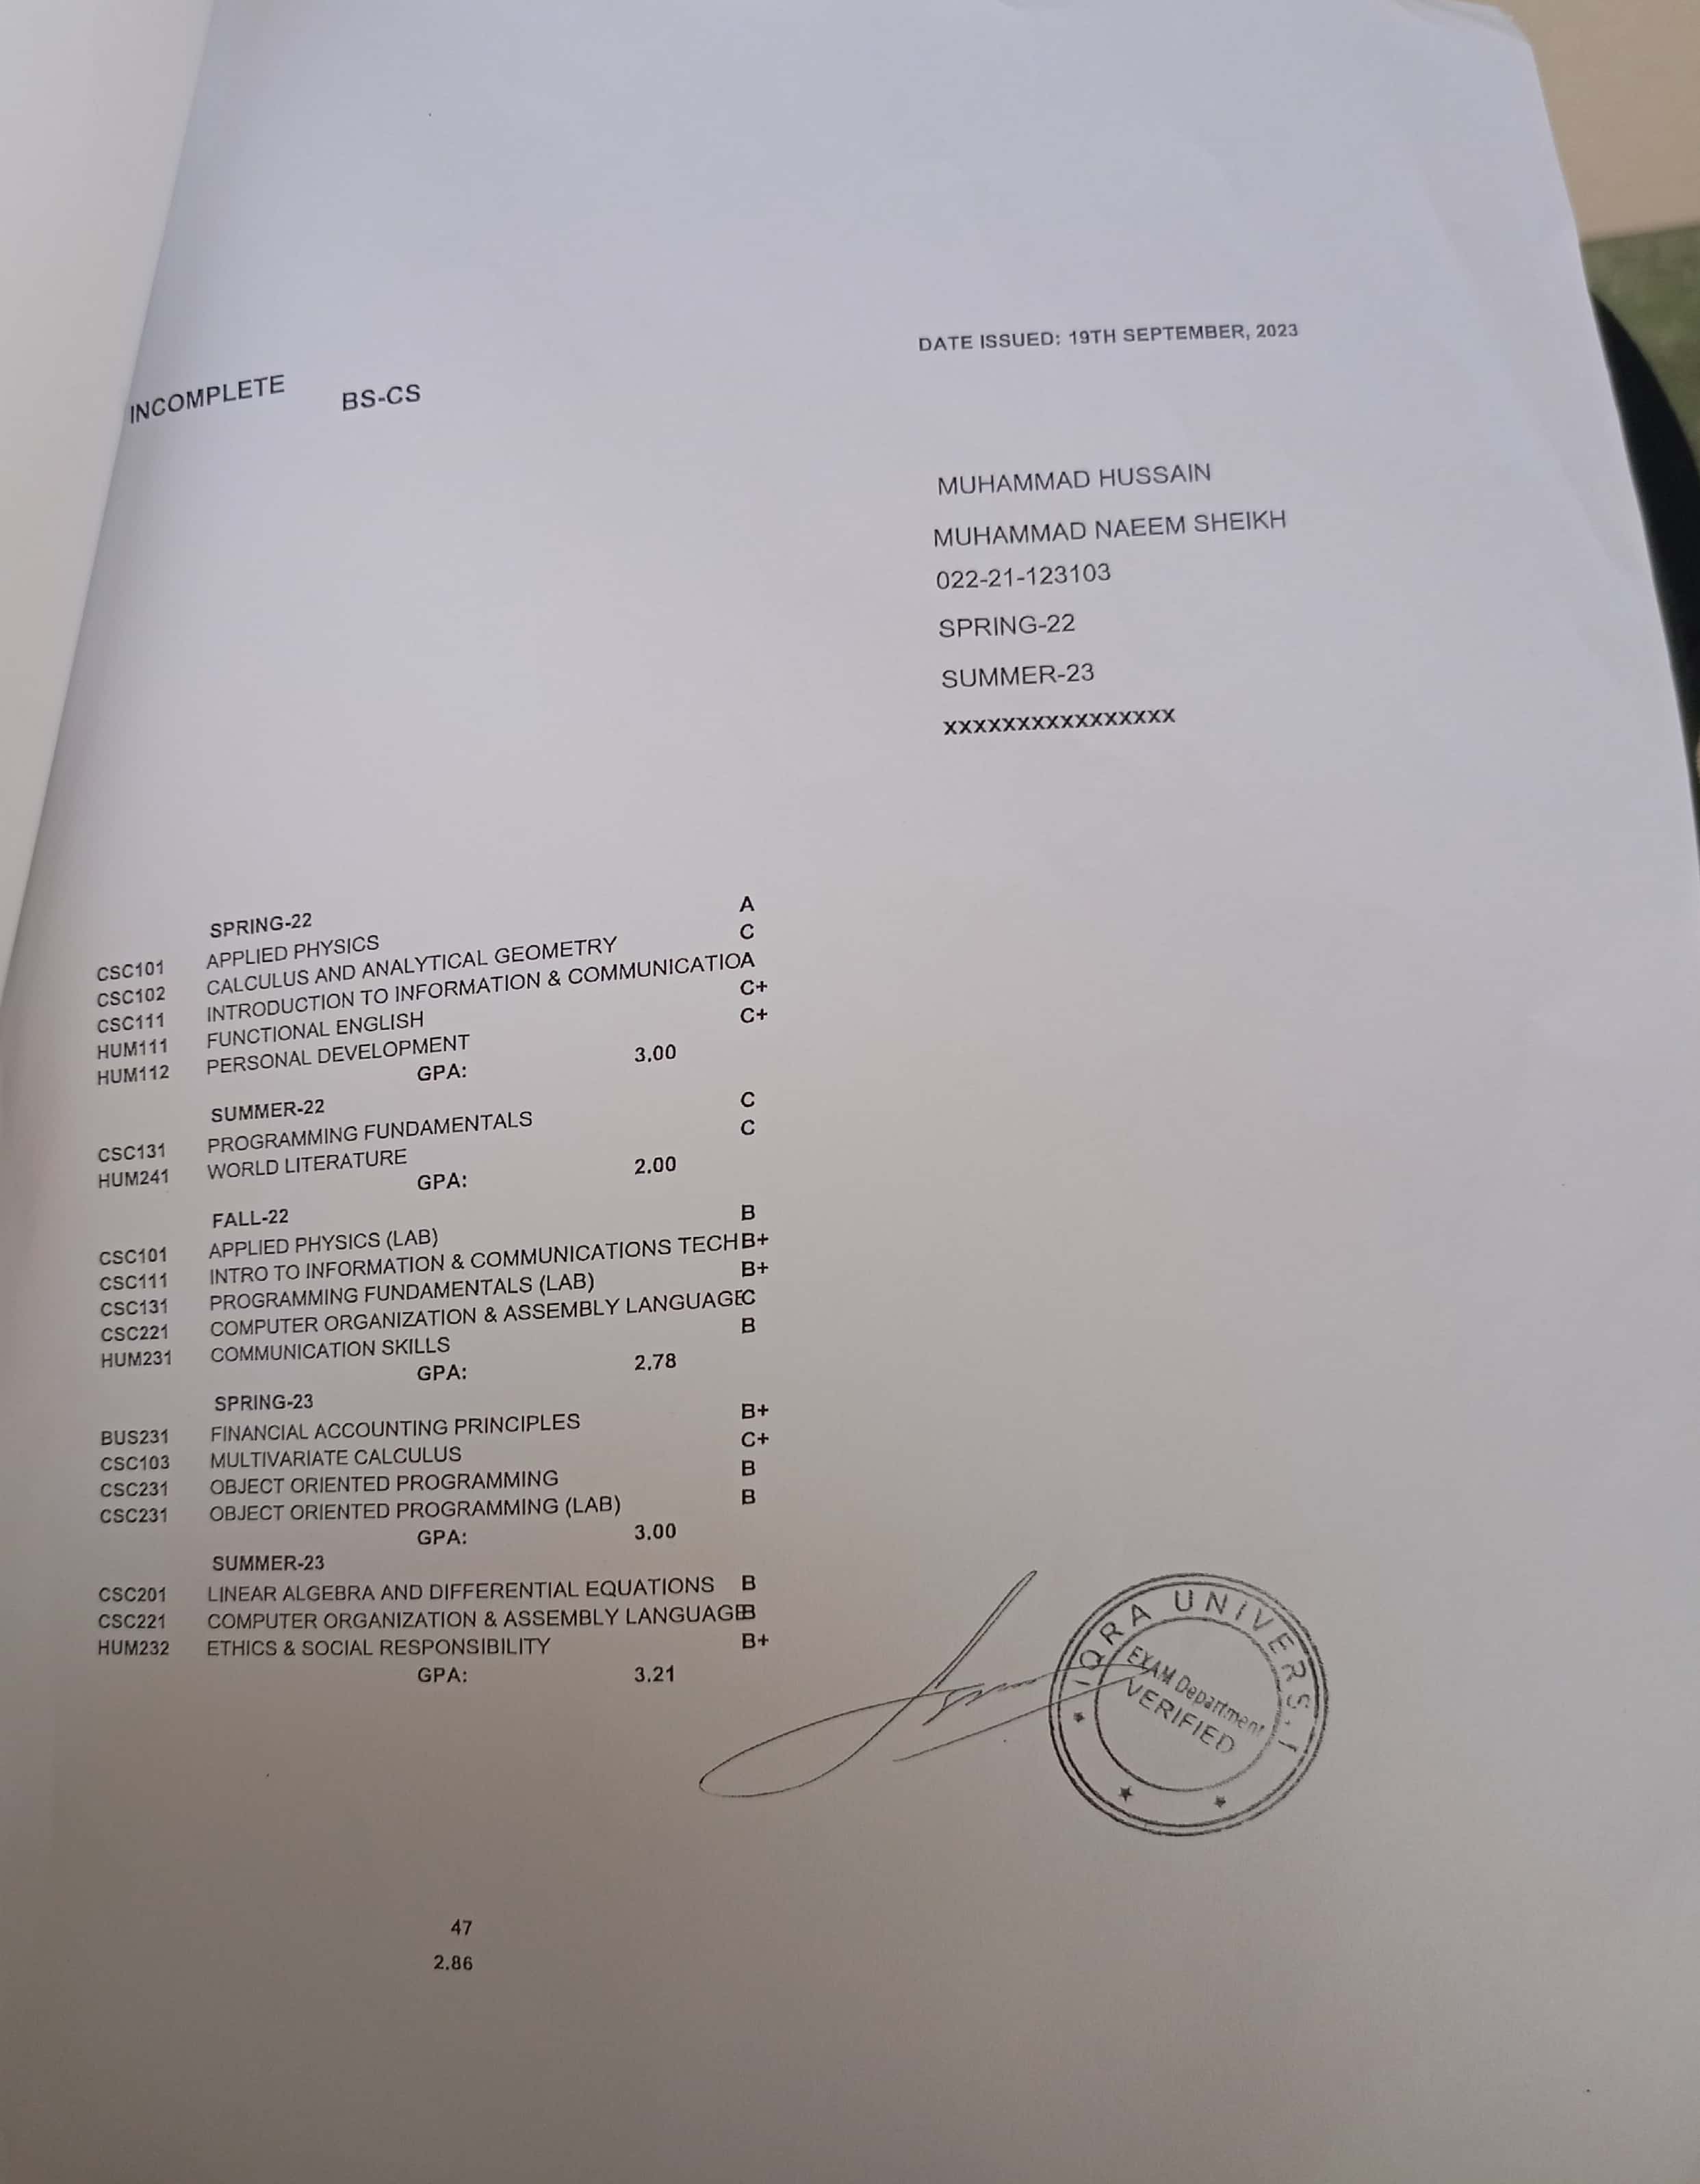 DATE ISSUED: 19TH SEPTEMBER, 2023
INCOMPLETE BS-CS
MUHAMMAD HUSSAIN
MUHAMMAD NAEEM SHEIKH
022-21-123103
SPRING-22
SUMMER-23
XXXXXXXXXXXXXXXX
SPRING-22
CSC101 APPLIED PHYSICS A
CSC102 CALCULUS AND ANALYTICAL GEOMETRY C
CSC111 INTRODUCTION TO INFORMATION & COMMUNICATIO A
HUM111 FUNCTIONAL ENGLISH C+
HUM112 PERSONAL DEVELOPMENT C+
GPA: 3.00
SUMMER-22
CSC131 PROGRAMMING FUNDAMENTALS C
HUM241 WORLD LITERATURE C
GPA: 2.00
FALL-22
CSC101 APPLIED PHYSICS (LAB) B
CSC111 INTRO TO INFORMATION & COMMUNICATIONS TECH B+
CSC131 PROGRAMMING FUNDAMENTALS (LAB) B+
CSC221 COMPUTER ORGANIZATION & ASSEMBLY LANGUAGE C
HUM231 COMMUNICATION SKILLS B
GPA: 2.78
SPRING-23
BUS231 FINANCIAL ACCOUNTING PRINCIPLES B+
CSC103 MULTIVARIATE CALCULUS C+
CSC231 OBJECT ORIENTED PROGRAMMING B
CSC231 OBJECT ORIENTED PROGRAMMING (LAB) B
GPA: 3.00
SUMMER-23
CSC201 LINEAR ALGEBRA AND DIFFERENTIAL EQUATIONS B
CSC221 COMPUTER ORGANIZATION & ASSEMBLY LANGUAGE B
HUM232 ETHICS & SOCIAL RESPONSIBILITY B+
GPA: 3.21
IQRA
EXAM Department
VERIFIED
47
2.86